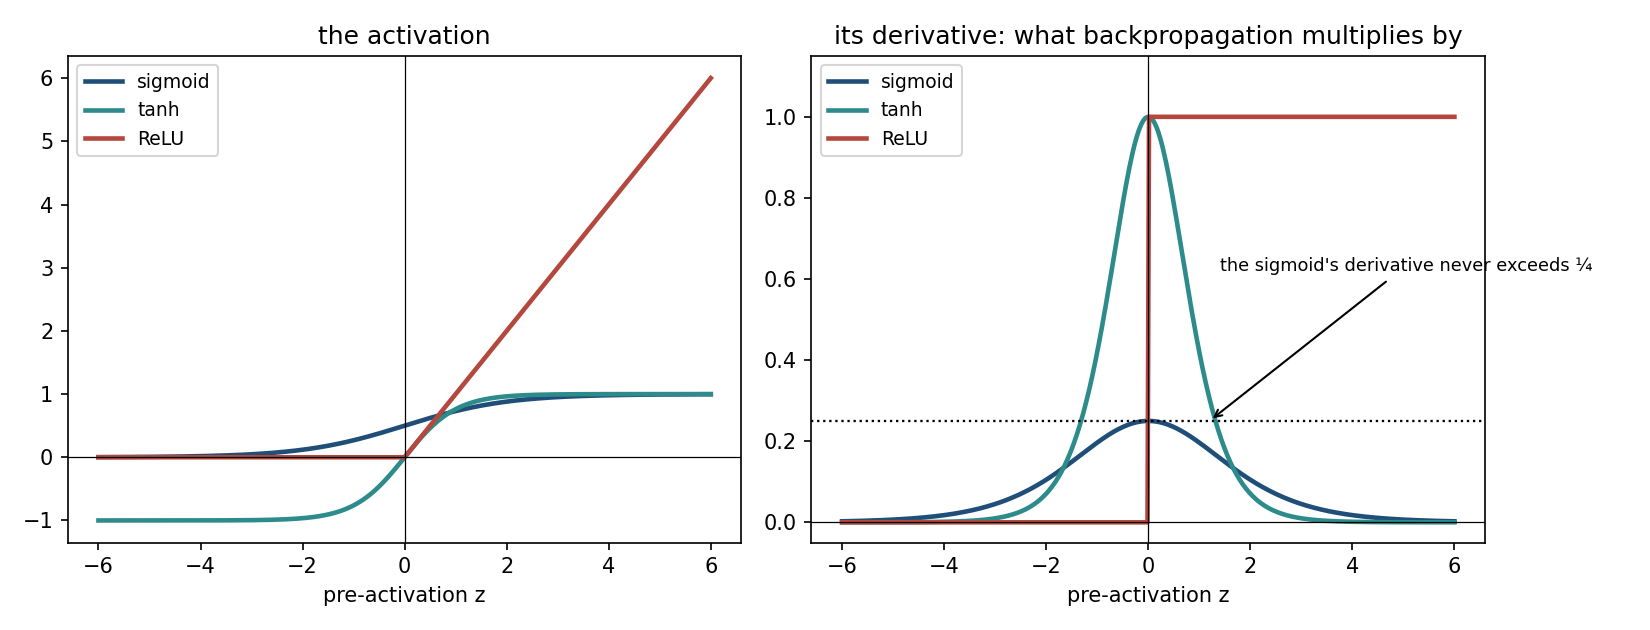 the activation
sigmoid
tanh
ReLU
6
5
4
3
2
1
0
−1
−6
−4
−2
0
2
4
6
pre-activation z
its derivative: what backpropagation multiplies by
sigmoid
tanh
ReLU
the sigmoid's derivative never exceeds ¼
1.0
0.8
0.6
0.4
0.2
0.0
−6
−4
−2
0
2
4
6
pre-activation z